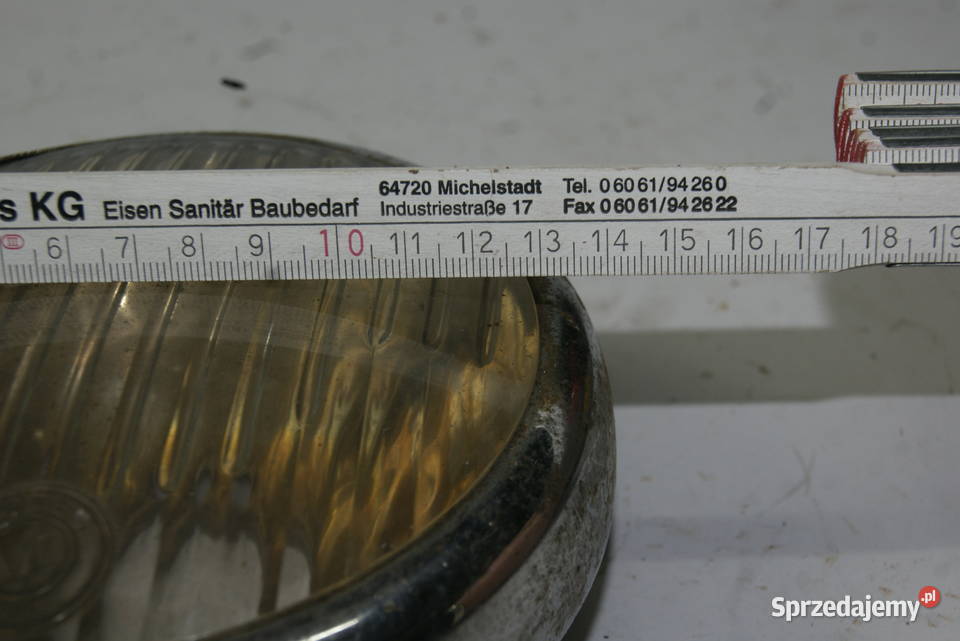 s KG Eisen Sanitär Baubedarf
64720 Michelstadt Tel. 0 60 61/94 26 0
Industriestraße 17 Fax 0 60 61/94 26 22
III 6 7 8 9 10 11 12 13 14 15 16 17 18 19
Sprzedajemy.pl